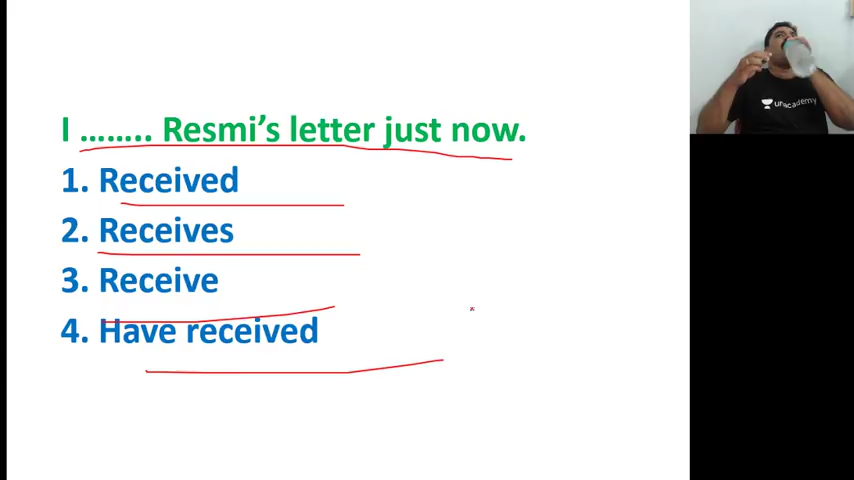 I …….. Resmi’s letter just now.
1. Received
2. Receives
3. Receive
4. Have received
unacademy